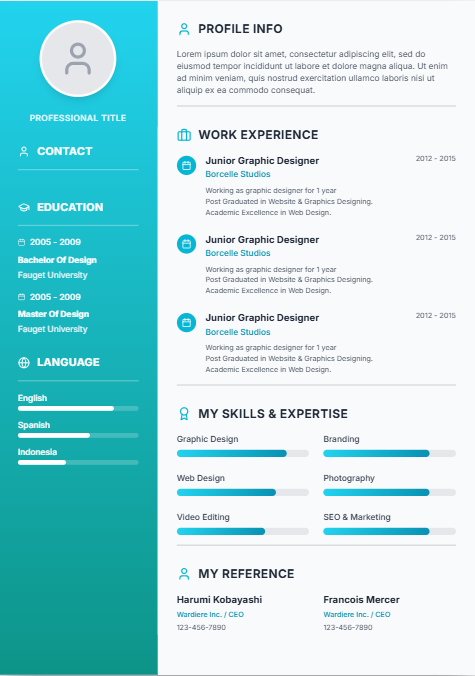 PROFESSIONAL TITLE
CONTACT
EDUCATION
2005 - 2009
Bachelor Of Design
Fauget University
2005 - 2009
Master Of Design
Fauget University
LANGUAGE
English
Spanish
Indonesia
PROFILE INFO
Lorem ipsum dolor sit amet, consectetur adipiscing elit, sed do
eiusmod tempor incididunt ut labore et dolore magna aliqua. Ut enim
ad minim veniam, quis nostrud exercitation ullamco laboris nisi ut
aliquip ex ea commodo consequat.
WORK EXPERIENCE
Junior Graphic Designer 2012 - 2015
Borcelle Studios
Working as graphic designer for 1 year
Post Graduated in Website & Graphics Designing.
Academic Excellence in Web Design.
Junior Graphic Designer 2012 - 2015
Borcelle Studios
Working as graphic designer for 1 year
Post Graduated in Website & Graphics Designing.
Academic Excellence in Web Design.
Junior Graphic Designer 2012 - 2015
Borcelle Studios
Working as graphic designer for 1 year
Post Graduated in Website & Graphics Designing.
Academic Excellence in Web Design.
MY SKILLS & EXPERTISE
Graphic Design Branding
Web Design Photography
Video Editing SEO & Marketing
MY REFERENCE
Harumi Kobayashi Francois Mercer
Wardiere Inc. / CEO Wardiere Inc. / CEO
123-456-7890 123-456-7890